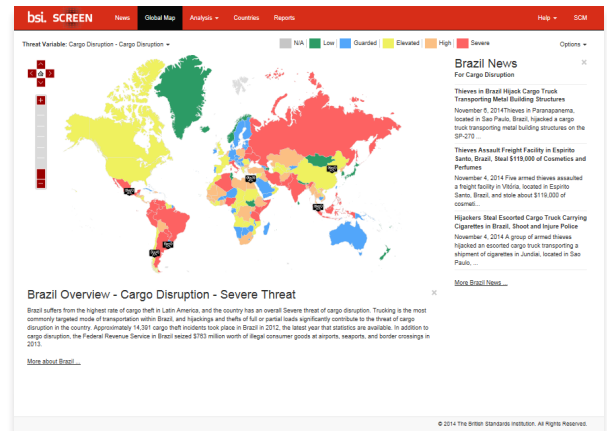 bsi. SCREEN News Global Map Analysis Countries Reports Help SCM
Threat Variable: Cargo Disruption - Cargo Disruption
N/A Low Guarded Elevated High Severe
Options
Brazil News
For Cargo Disruption
Thieves in Brazil Hijack Cargo Truck
Transporting Metal Building Structures
November 6, 2014Thieves in Paranapanema,
located in Sao Paulo, Brazil, hijacked a cargo
truck transporting metal building structures on the
SP-270 ...
Thieves Assault Freight Facility in Espirito
Santo, Brazil, Steal $119,000 of Cosmetics and
Perfumes
November 4, 2014 Five armed thieves assaulted
a freight facility in Vitória, located in Espirito
Santo, Brazil, and stole about $119,000 of
cosmeti...
Hijackers Steal Escorted Cargo Truck Carrying
Cigarettes in Brazil, Shoot and Injure Police
November 4, 2014 A group of armed thieves
hijacked an escorted cargo truck transporting a
shipment of cigarettes in Jundiai, located in Sao
Paulo, ...
More Brazil News ...
Brazil Overview - Cargo Disruption - Severe Threat
Brazil suffers from the highest rate of cargo theft in Latin America, and the country has an overall Severe threat of cargo disruption. Trucking is the most
commonly targeted mode of transportation within Brazil, and hijackings and thefts of full or partial loads significantly contribute to the threat of cargo
disruption in the country. Approximately 14,391 cargo theft incidents took place in Brazil in 2012, the latest year that statistics are available. In addition to
cargo disruption, the Federal Revenue Service in Brazil seized $763 million worth of illegal consumer goods at airports, seaports, and border crossings in
2013.
More about Brazil ...
© 2014 The British Standards Institution. All Rights Reserved.